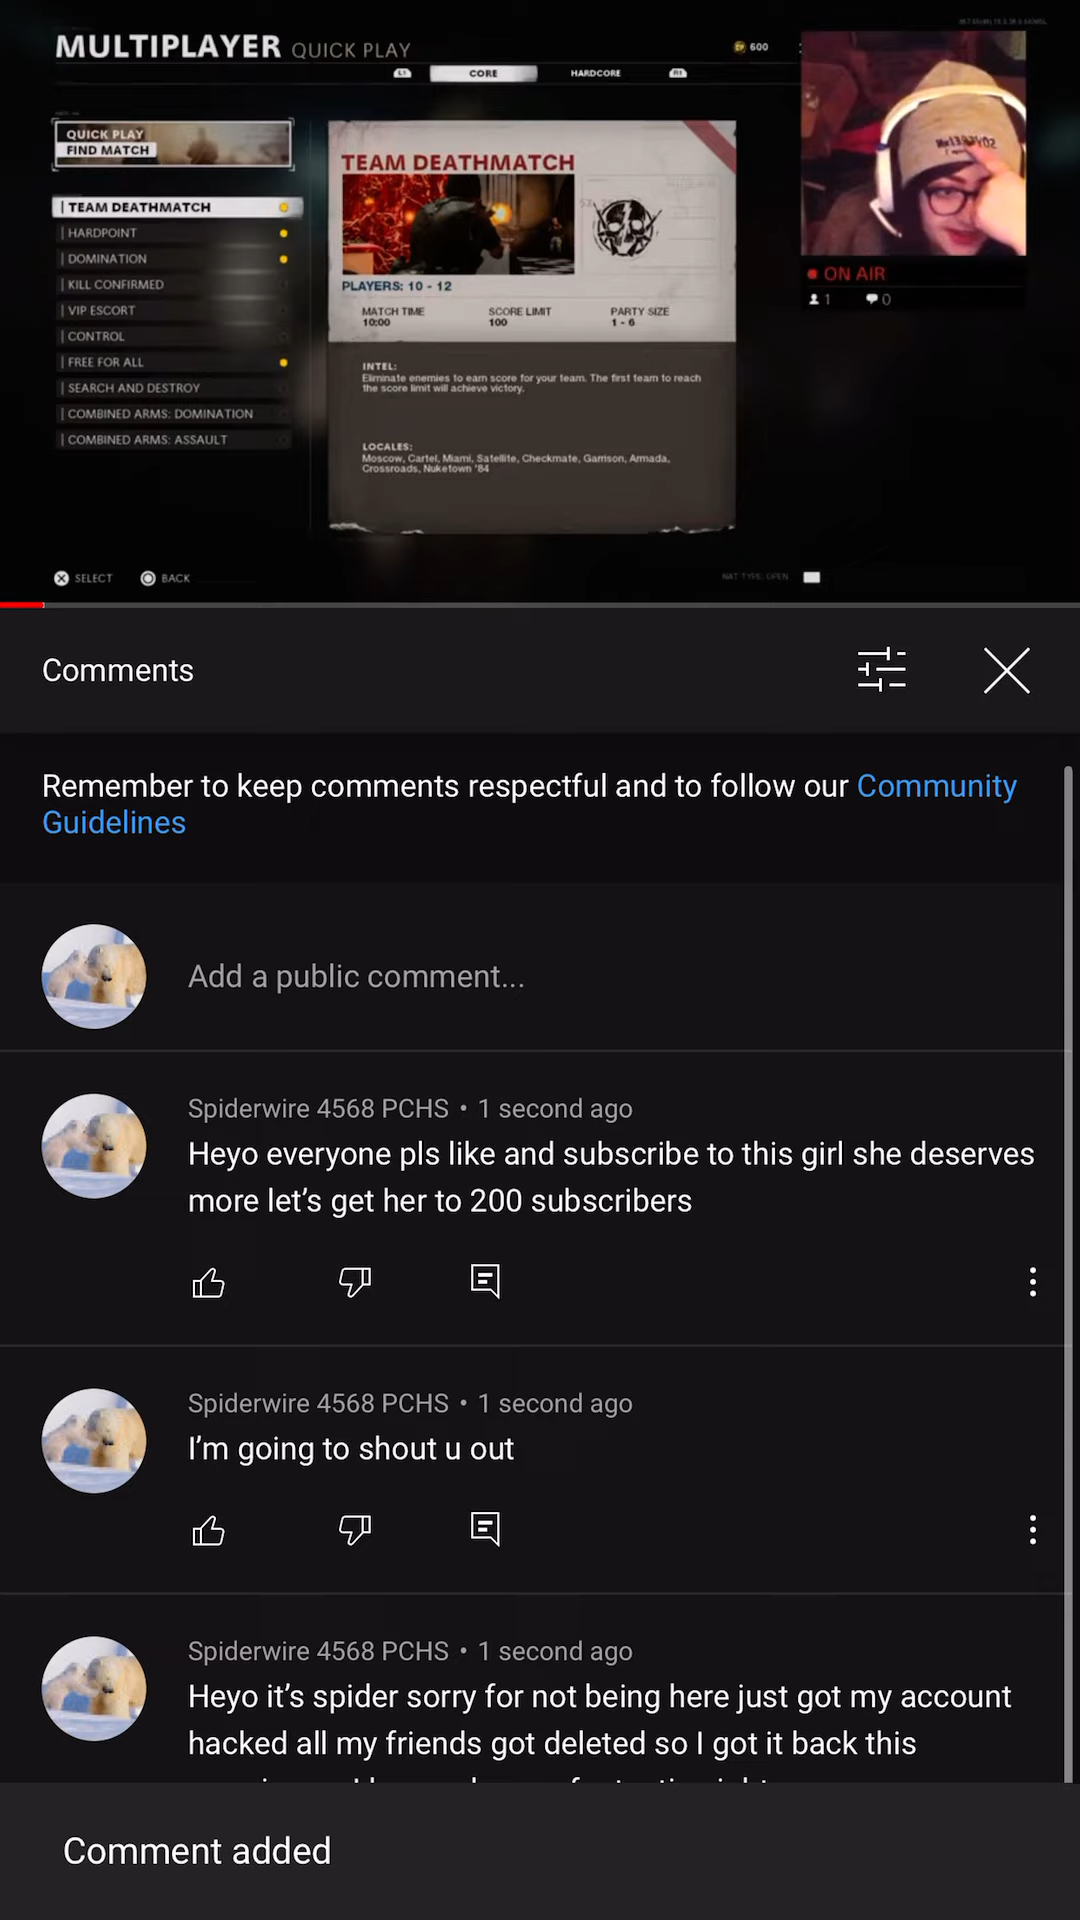 MULTIPLAYER QUICK PLAY
600
L1 CORE HARDCORE R1
QUICK PLAY
FIND MATCH
TEAM DEATHMATCH
HARDPOINT
DOMINATION
KILL CONFIRMED
VIP ESCORT
CONTROL
FREE FOR ALL
SEARCH AND DESTROY
COMBINED ARMS: DOMINATION
COMBINED ARMS: ASSAULT
TEAM DEATHMATCH
PLAYERS: 10 - 12
MATCH TIME SCORE LIMIT PARTY SIZE
10:00 100 1 - 6
INTEL:
Eliminate enemies to earn score for your team. The first team to reach
the score limit will achieve victory.
LOCALES:
Moscow, Cartel, Miami, Satellite, Checkmate, Garrison, Armada,
Crossroads, Nuketown '84
ON AIR
1 0
SELECT BACK
NAT TYPE: OPEN
Comments
Remember to keep comments respectful and to follow our Community
Guidelines
Add a public comment...
Spiderwire 4568 PCHS • 1 second ago
Heyo everyone pls like and subscribe to this girl she deserves
more let's get her to 200 subscribers
Spiderwire 4568 PCHS • 1 second ago
I'm going to shout u out
Spiderwire 4568 PCHS • 1 second ago
Heyo it's spider sorry for not being here just got my account
hacked all my friends got deleted so I got it back this
Comment added